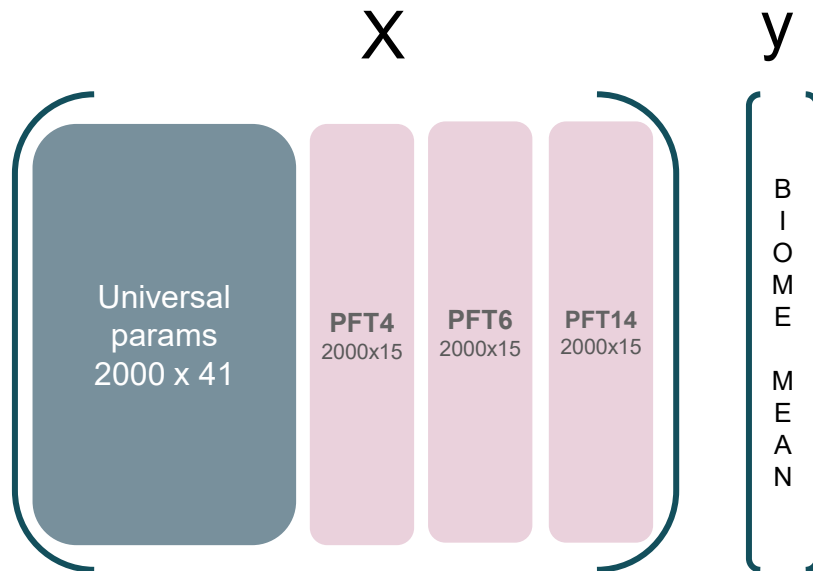 X
y
Universal
params
2000 x 41
PFT4
2000x15
PFT6
2000x15
PFT14
2000x15
B
I
O
M
E
M
E
A
N